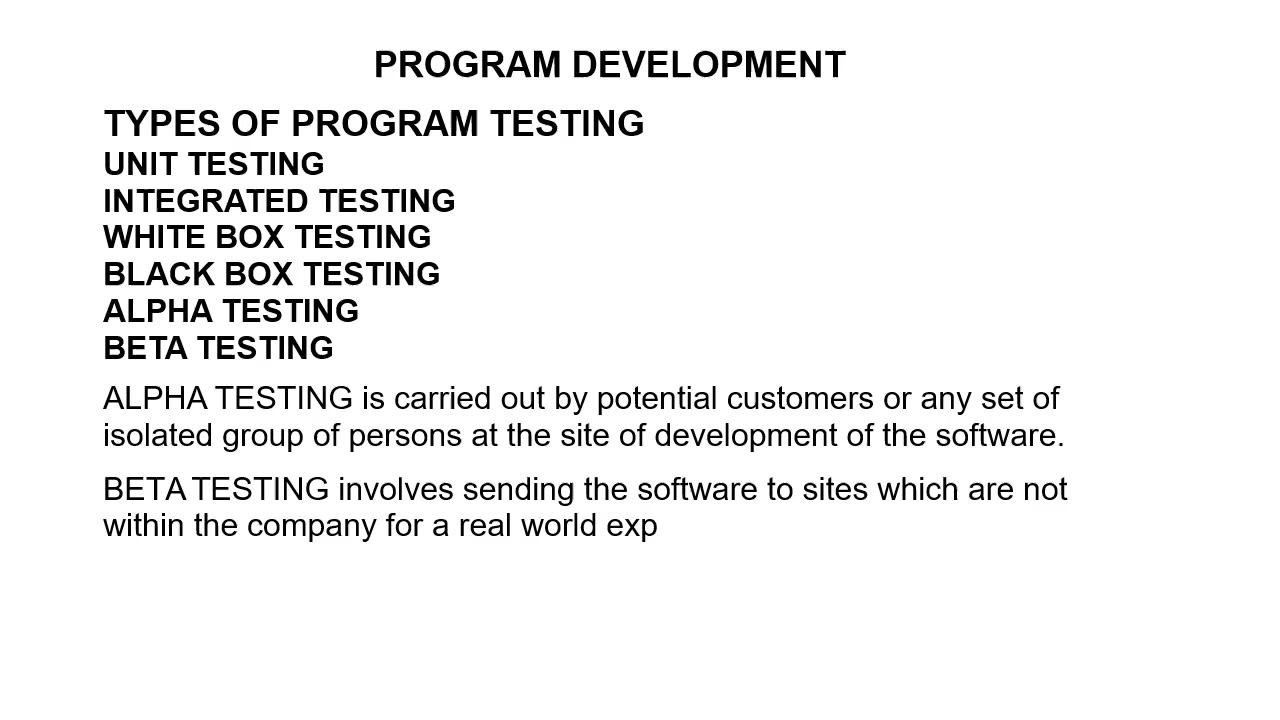 PROGRAM DEVELOPMENT
TYPES OF PROGRAM TESTING
UNIT TESTING
INTEGRATED TESTING
WHITE BOX TESTING
BLACK BOX TESTING
ALPHA TESTING
BETA TESTING
ALPHA TESTING is carried out by potential customers or any set of
isolated group of persons at the site of development of the software.
BETA TESTING involves sending the software to sites which are not
within the company for a real world exp